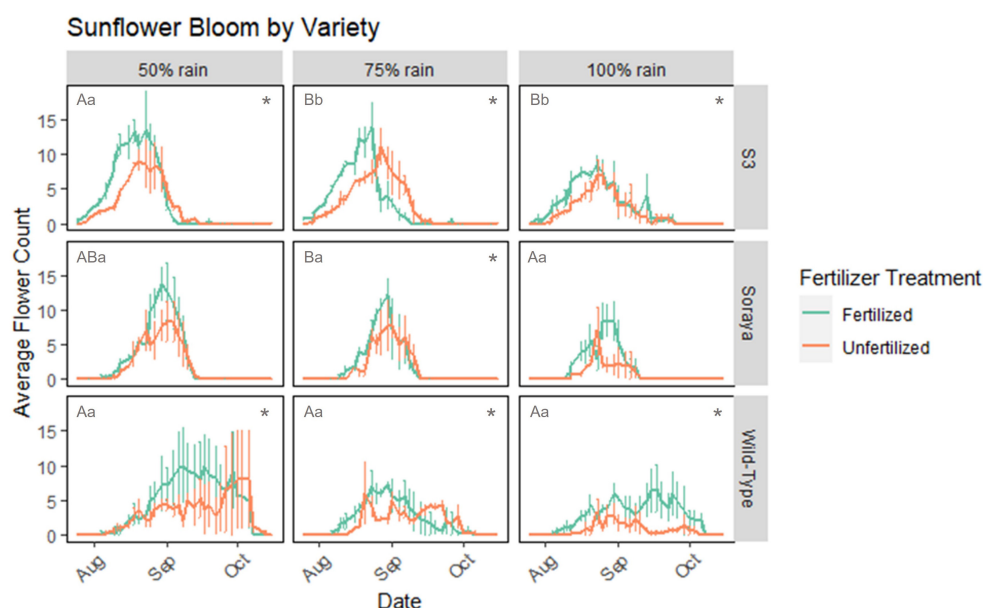 Sunflower Bloom by Variety
50% rain
75% rain
100% rain
Aa *
Bb *
Bb *
S3
15
10
5
0
ABa
Ba *
Aa
Soraya
15
10
5
0
Aa *
Aa *
Aa *
Wild-Type
15
10
5
0
Average Flower Count
Aug Sep Oct
Aug Sep Oct
Aug Sep Oct
Date
Fertilizer Treatment
Fertilized
Unfertilized